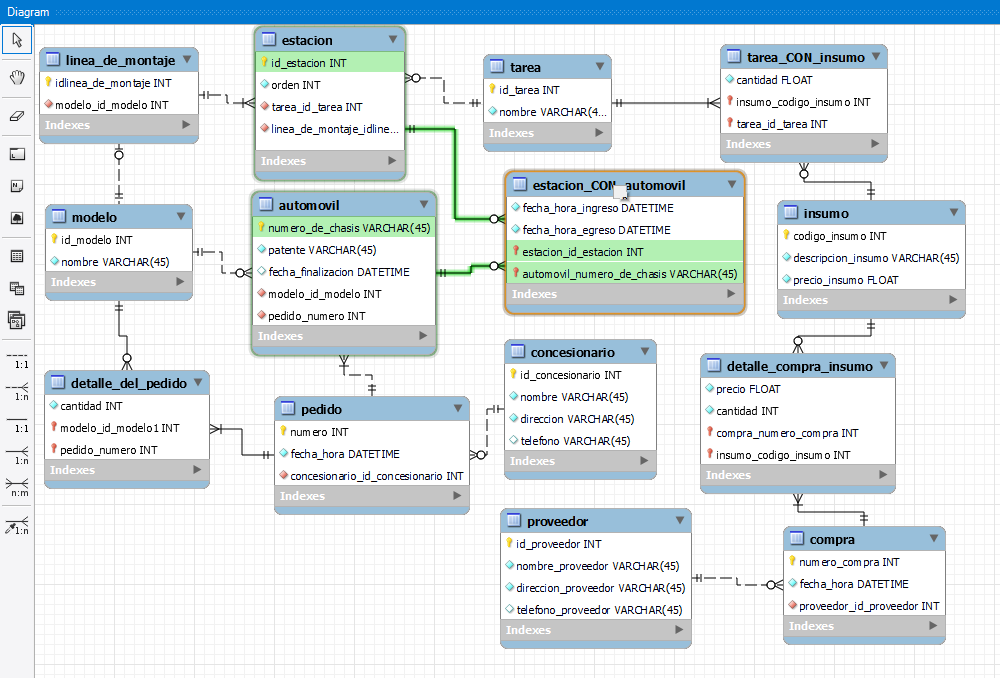 Diagram
linea_de_montaje
idlinea_de_montaje INT
modelo_id_modelo INT
Indexes
estacion
id_estacion INT
orden INT
tarea_id_tarea INT
linea_de_montaje_idline...
Indexes
tarea
id_tarea INT
nombre VARCHAR(4...
Indexes
tarea_CON_insumo
cantidad FLOAT
insumo_codigo_insumo INT
tarea_id_tarea INT
Indexes
modelo
id_modelo INT
nombre VARCHAR(45)
Indexes
automovil
numero_de_chasis VARCHAR(45)
patente VARCHAR(45)
fecha_finalizacion DATETIME
modelo_id_modelo INT
pedido_numero INT
Indexes
estacion_CON_automovil
fecha_hora_ingreso DATETIME
fecha_hora_egreso DATETIME
estacion_id_estacion INT
automovil_numero_de_chasis VARCHAR(45)
Indexes
insumo
codigo_insumo INT
descripcion_insumo VARCHAR(45)
precio_insumo FLOAT
Indexes
detalle_del_pedido
cantidad INT
modelo_id_modelo1 INT
pedido_numero INT
Indexes
pedido
numero INT
fecha_hora DATETIME
concesionario_id_concesionario INT
Indexes
concesionario
id_concesionario INT
nombre VARCHAR(45)
direccion VARCHAR(45)
telefono VARCHAR(45)
Indexes
detalle_compra_insumo
precio FLOAT
cantidad INT
compra_numero_compra INT
insumo_codigo_insumo INT
Indexes
proveedor
id_proveedor INT
nombre_proveedor VARCHAR(45)
direccion_proveedor VARCHAR(45)
telefono_proveedor VARCHAR(45)
Indexes
compra
numero_compra INT
fecha_hora DATETIME
proveedor_id_proveedor INT
Indexes
1:1
1:n
1:1
1:n
n:m
1:n